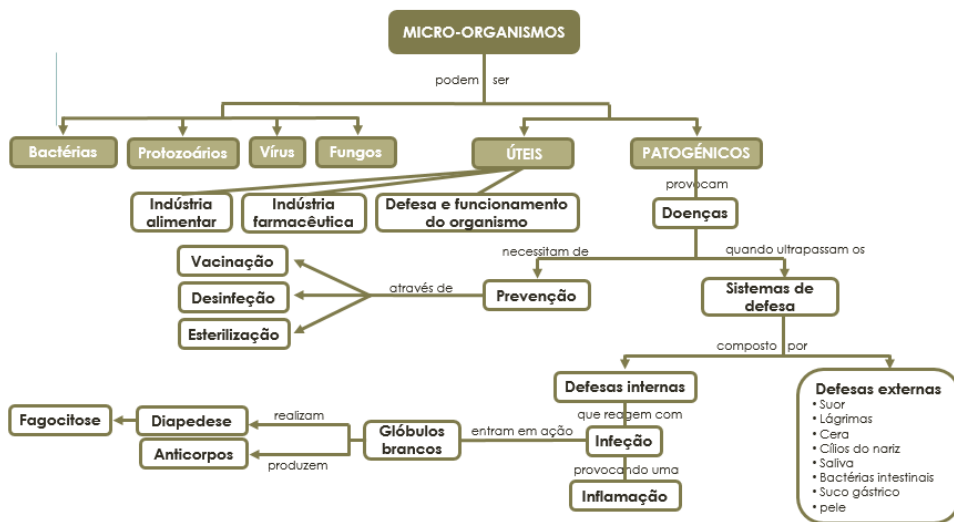 MICRO-ORGANISMOS
podem ser
Bactérias
Protozoários
Vírus
Fungos
ÚTEIS
PATOGÉNICOS
Indústria
alimentar
Indústria
farmacêutica
Defesa e funcionamento
do organismo
provocam
Doenças
necessitam de
quando ultrapassam os
Vacinação
Desinfeção
Esterilização
através de
Prevenção
Sistemas de
defesa
composto por
Defesas internas
que reagem com
Infeção
provocando uma
Inflamação
entram em ação
Glóbulos
brancos
realizam
produzem
Diapedese
Anticorpos
Fagocitose
Defesas externas
• Suor
• Lágrimas
• Cera
• Cílios do nariz
• Saliva
• Bactérias intestinais
• Suco gástrico
• pele